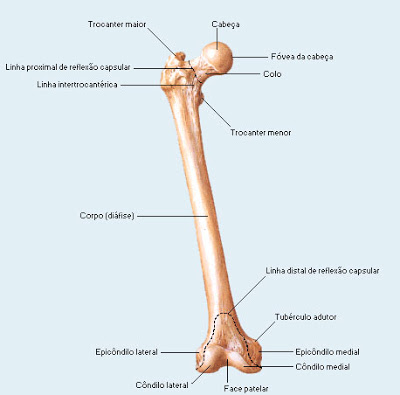 Trocanter maior
Cabeça
Fóvea da cabeça
Linha proximal de reflexão capsular
Colo
Linha intertrocantérica
Trocanter menor
Corpo (diáfise)
Linha distal de reflexão capsular
Tubérculo adutor
Epicôndilo lateral
Epicôndilo medial
Côndilo medial
Côndilo lateral
Face patelar